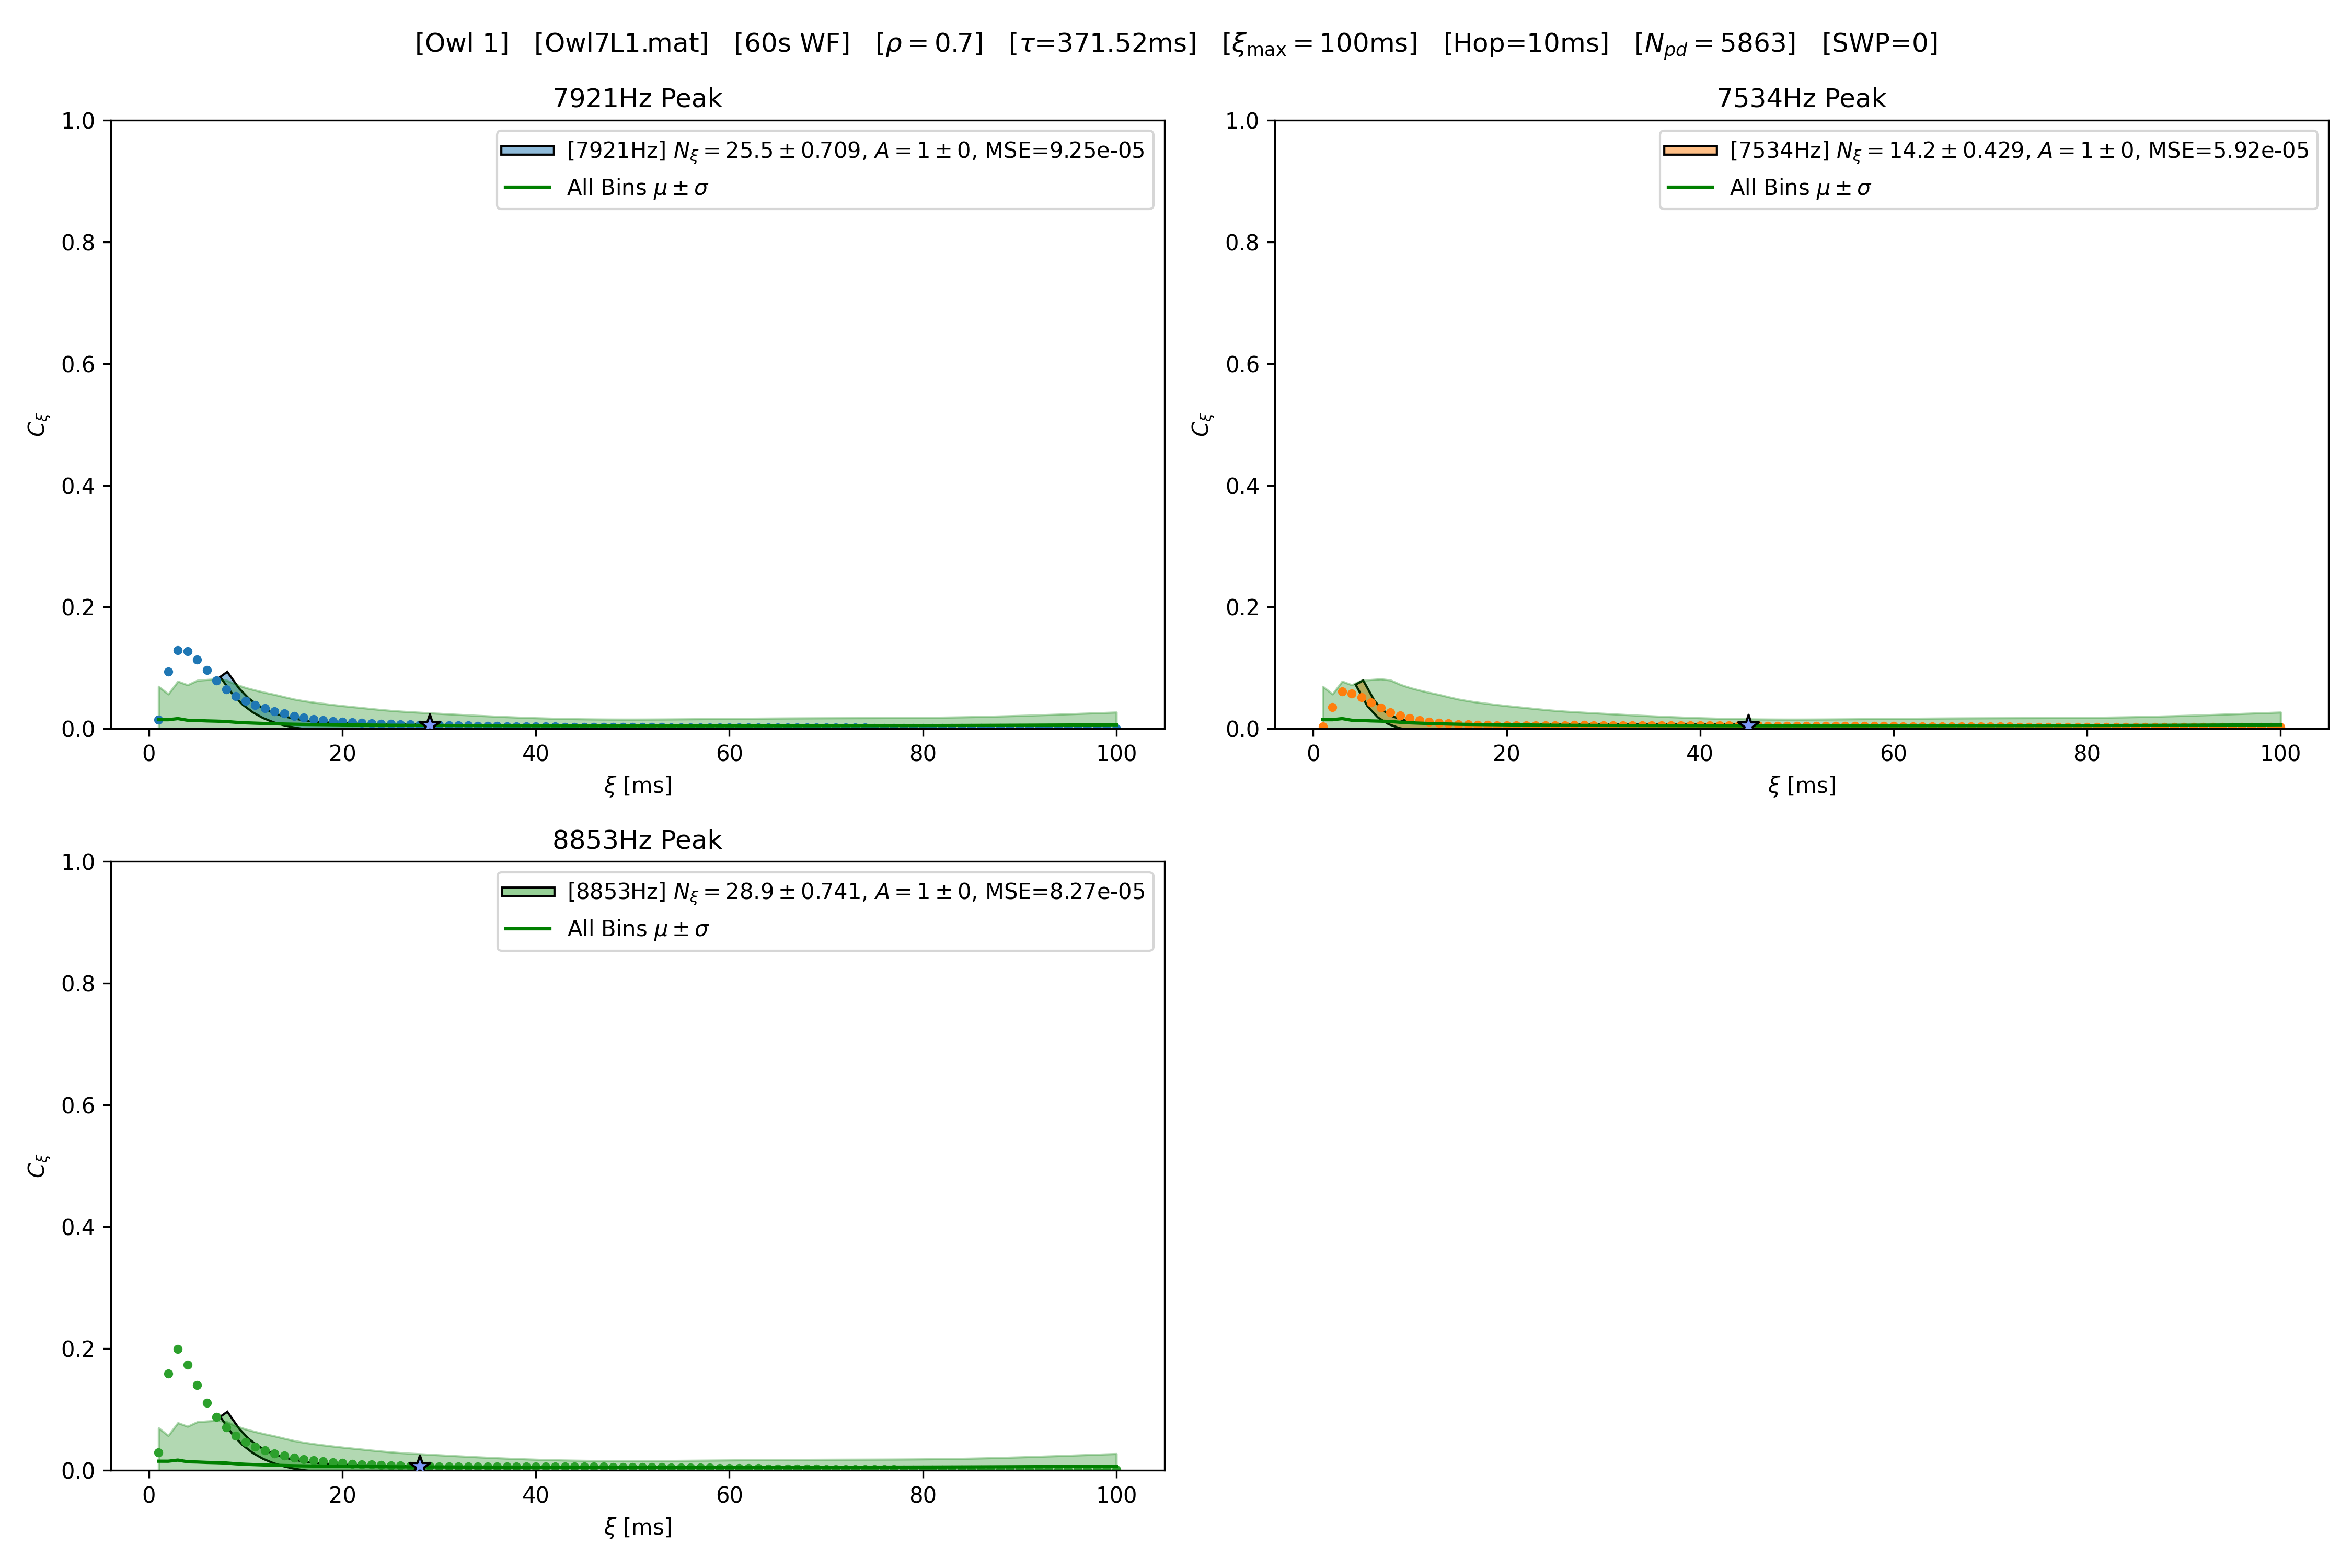 [Owl 1] [Owl7L1.mat] [60s WF] [ρ = 0.7] [τ=371.52ms] [ξmax = 100ms] [Hop=10ms] [Npd = 5863] [SWP=0]
7921Hz Peak
1.0
0.8
0.6
0.4
0.2
0.0
Cξ
[7921Hz] Nξ = 25.5 ± 0.709, A = 1 ± 0, MSE=9.25e-05
All Bins μ ± σ
0 20 40 60 80 100
ξ [ms]
7534Hz Peak
1.0
0.8
0.6
0.4
0.2
0.0
Cξ
[7534Hz] Nξ = 14.2 ± 0.429, A = 1 ± 0, MSE=5.92e-05
All Bins μ ± σ
0 20 40 60 80 100
ξ [ms]
8853Hz Peak
1.0
0.8
0.6
0.4
0.2
0.0
Cξ
[8853Hz] Nξ = 28.9 ± 0.741, A = 1 ± 0, MSE=8.27e-05
All Bins μ ± σ
0 20 40 60 80 100
ξ [ms]